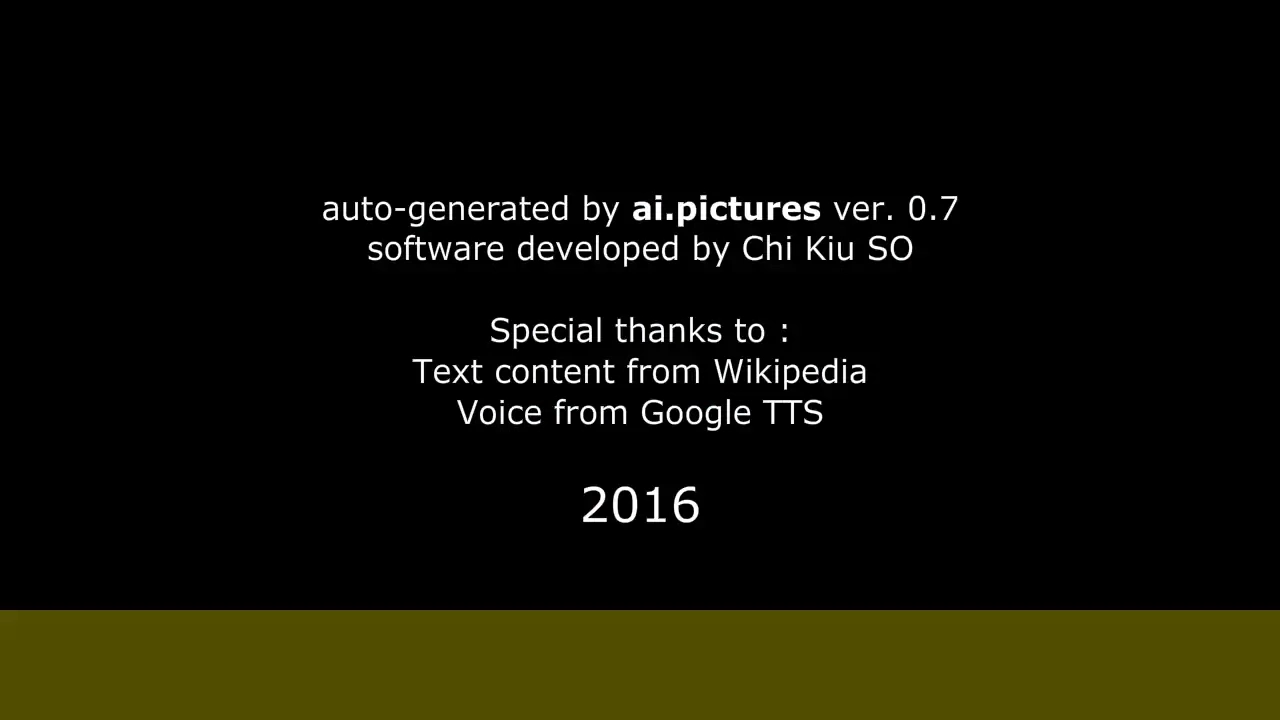 auto-generated by ai.pictures ver. 0.7
software developed by Chi Kiu SO
Special thanks to :
Text content from Wikipedia
Voice from Google TTS
2016